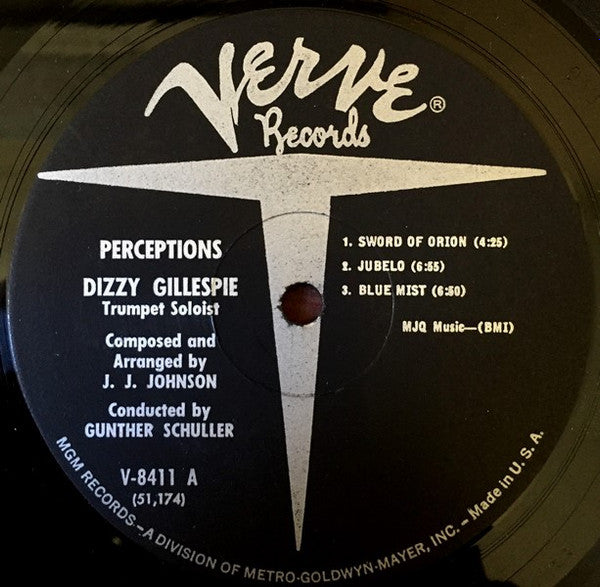 VERVE®
Records
PERCEPTIONS
DIZZY GILLESPIE
Trumpet Soloist
Composed and
Arranged by
J. J. JOHNSON
Conducted by
GUNTHER SCHULLER
V-8411 A
(51,174)
1. SWORD OF ORION (4:25)
2. JUBELO (6:55)
3. BLUE MIST (6:50)
MJQ Music—(BMI)
MGM RECORDS—A DIVISION OF METRO-GOLDWYN-MAYER, INC.—Made in U. S. A.